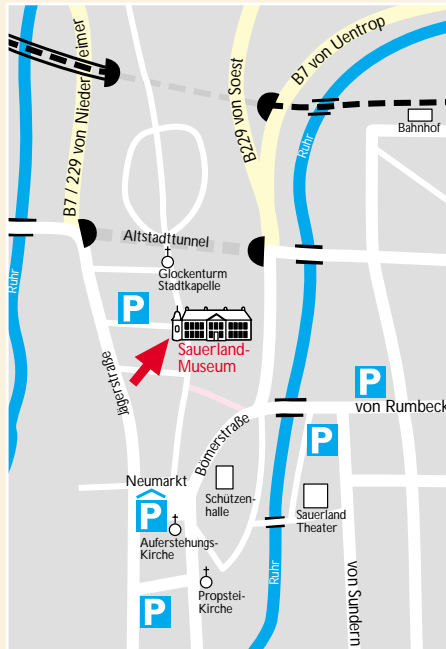 B7 / 229 von Niedereimer
B229 von Soest
B7 von Uentrop
Ruhr
Bahnhof
Altstadttunnel
Glockenturm
Stadtkapelle
Ruhr
P
Sauerland-
Museum
Jägerstraße
P
von Rumbeck
Bömerstraße
P
Neumarkt
P
Schützen-
halle
Sauerland
Theater
Auferstehungs-
Kirche
Ruhr
von Sundern
Propstei-
Kirche
P